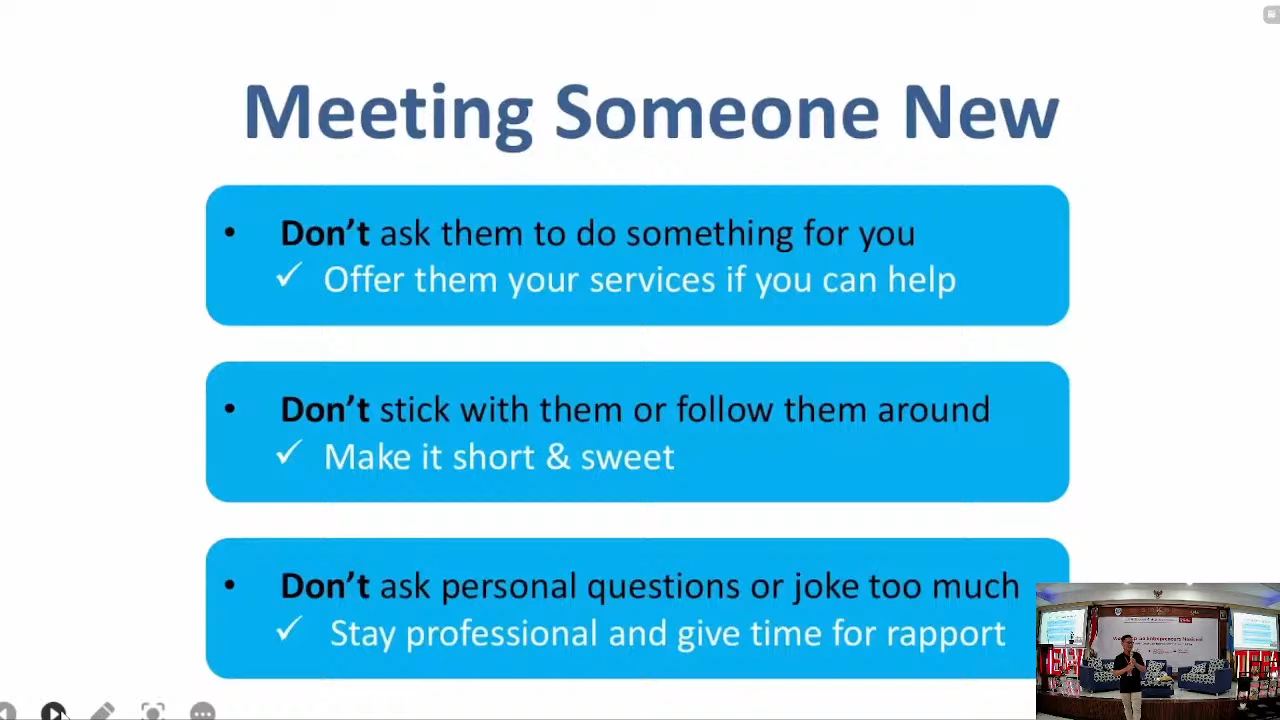 Meeting Someone New
• Don't ask them to do something for you
✓ Offer them your services if you can help
• Don't stick with them or follow them around
✓ Make it short & sweet
• Don't ask personal questions or joke too much
✓ Stay professional and give time for rapport